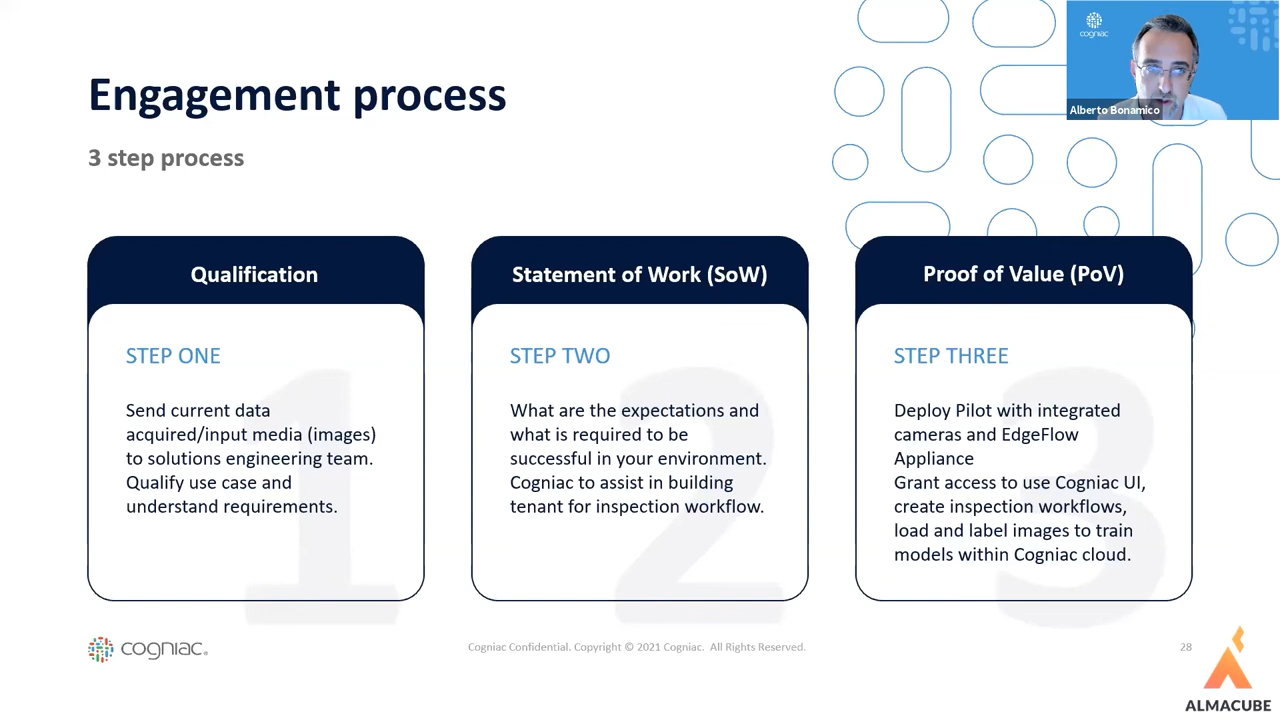 cogniac
Alberto Bonamico
Engagement process
3 step process
Qualification
STEP ONE
1
Send current data
acquired/input media (images)
to solutions engineering team.
Qualify use case and
understand requirements.
Statement of Work (SoW)
STEP TWO
2
What are the expectations and
what is required to be
successful in your environment.
Cogniac to assist in building
tenant for inspection workflow.
Proof of Value (PoV)
STEP THREE
3
Deploy Pilot with integrated
cameras and EdgeFlow
Appliance
Grant access to use Cogniac UI,
create inspection workflows,
load and label images to train
models within Cogniac cloud.
cogniac®
Cogniac Confidential. Copyright © 2021 Cogniac. All Rights Reserved.
28
ALMACUBE